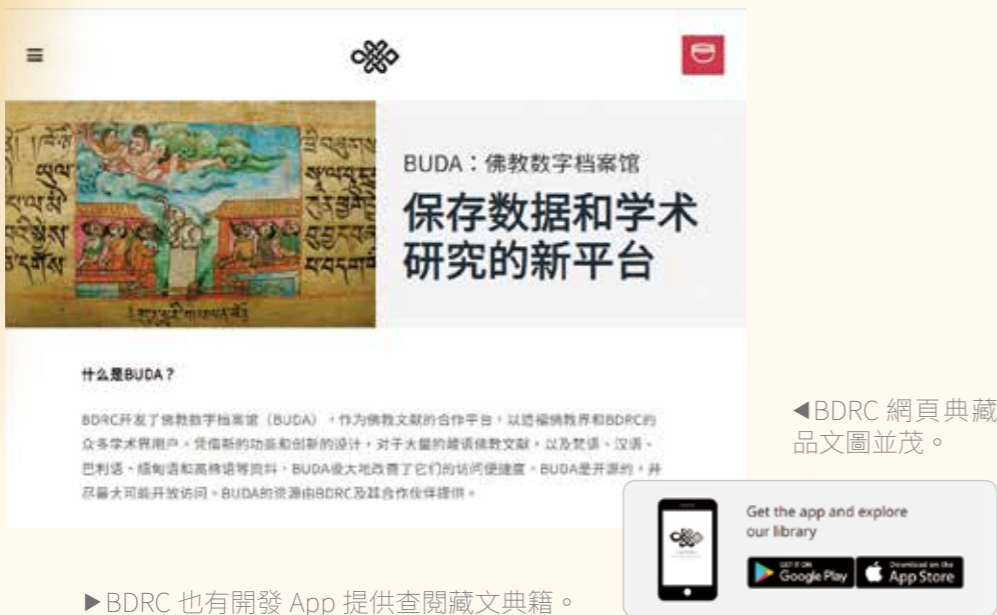 BUDA：佛教数字档案馆
保存数据和学术
研究的新平台
什么是BUDA？
BDRC开发了佛教数字档案馆（BUDA），作为佛教文献的合作平台，以造福佛教界和BDRC的
众多学术界用户。凭借新的功能和创新的设计，对于大量的藏语佛教文献，以及梵语、汉语、
巴利语、缅甸语和高棉语等资料，BUDA极大地改善了它们的访问便捷度。BUDA是开源的，并
尽最大可能开放访问。BUDA的资源由BDRC及其合作伙伴提供。
◀BDRC 網頁典藏
品文圖並茂。
Get the app and explore
our library
GET IT ON
Google Play
Download on the
App Store
▶BDRC 也有開發 App 提供查閱藏文典籍。